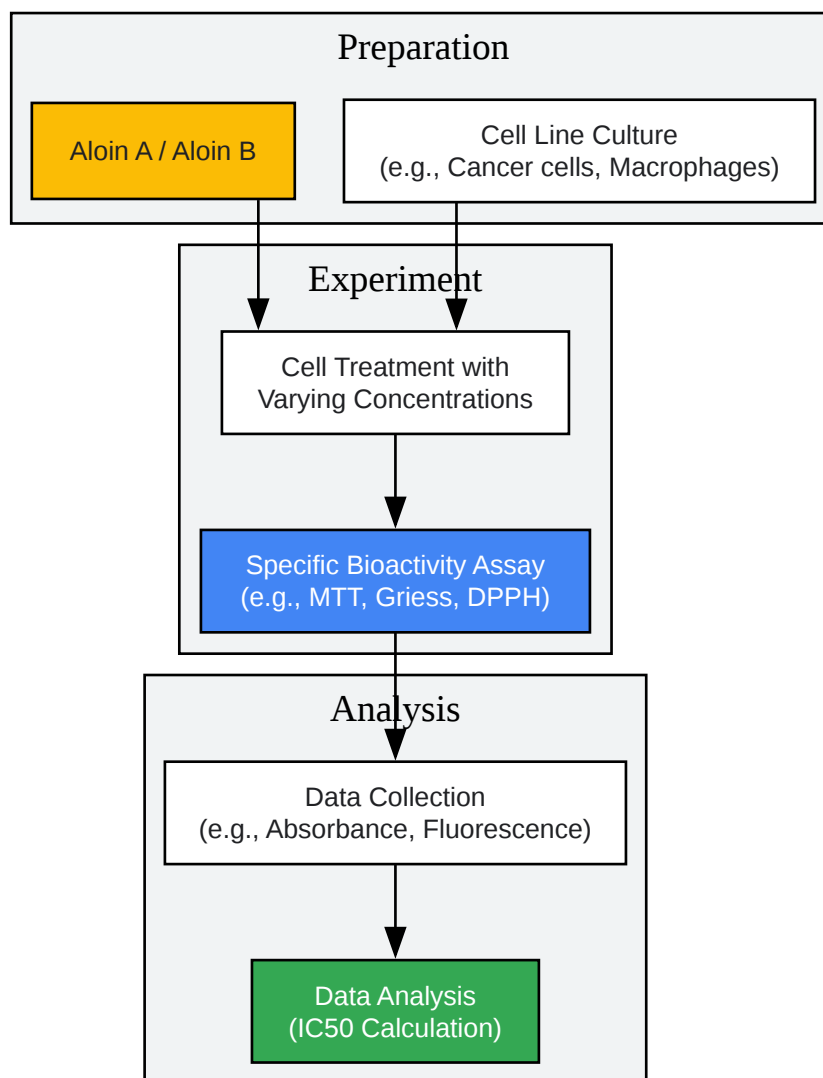 Preparation
Aloin A / Aloin B
Cell Line Culture
(e.g., Cancer cells, Macrophages)
Experiment
Cell Treatment with
Varying Concentrations
Specific Bioactivity Assay
(e.g., MTT, Griess, DPPH)
Analysis
Data Collection
(e.g., Absorbance, Fluorescence)
Data Analysis
(IC50 Calculation)